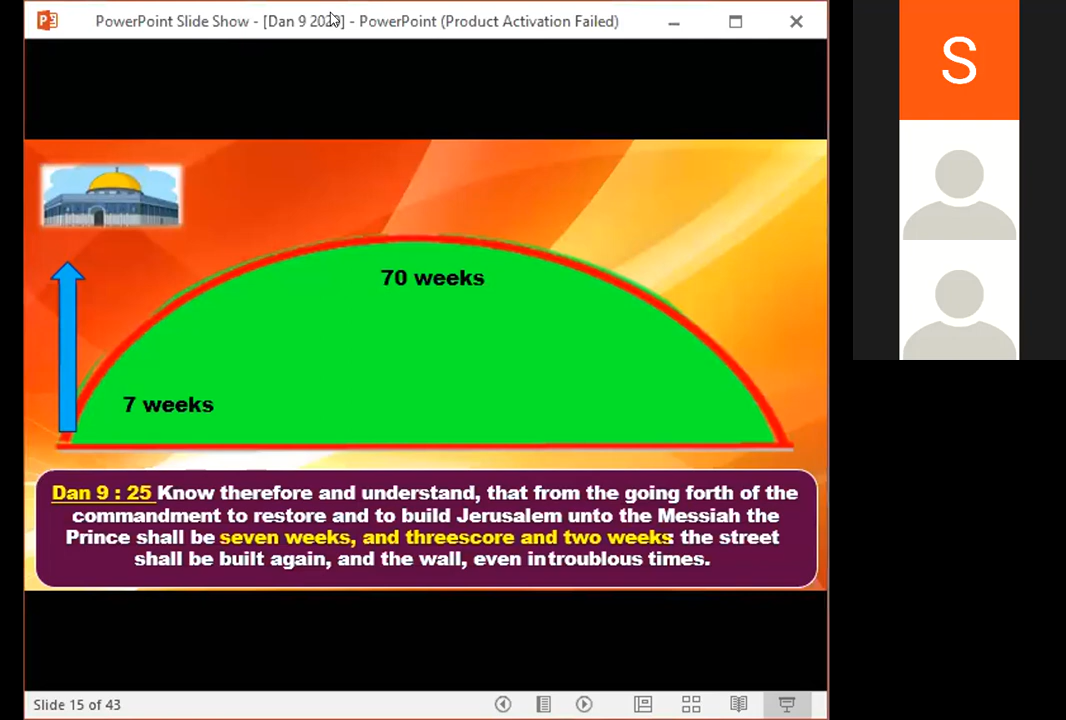 PowerPoint Slide Show - [Dan 9 2020] - PowerPoint (Product Activation Failed)
S
70 weeks
7 weeks
Dan 9 : 25 Know therefore and understand, that from the going forth of the
commandment to restore and to build Jerusalem unto the Messiah the
Prince shall be seven weeks, and threescore and two weeks: the street
shall be built again, and the wall, even in troublous times.
Slide 15 of 43